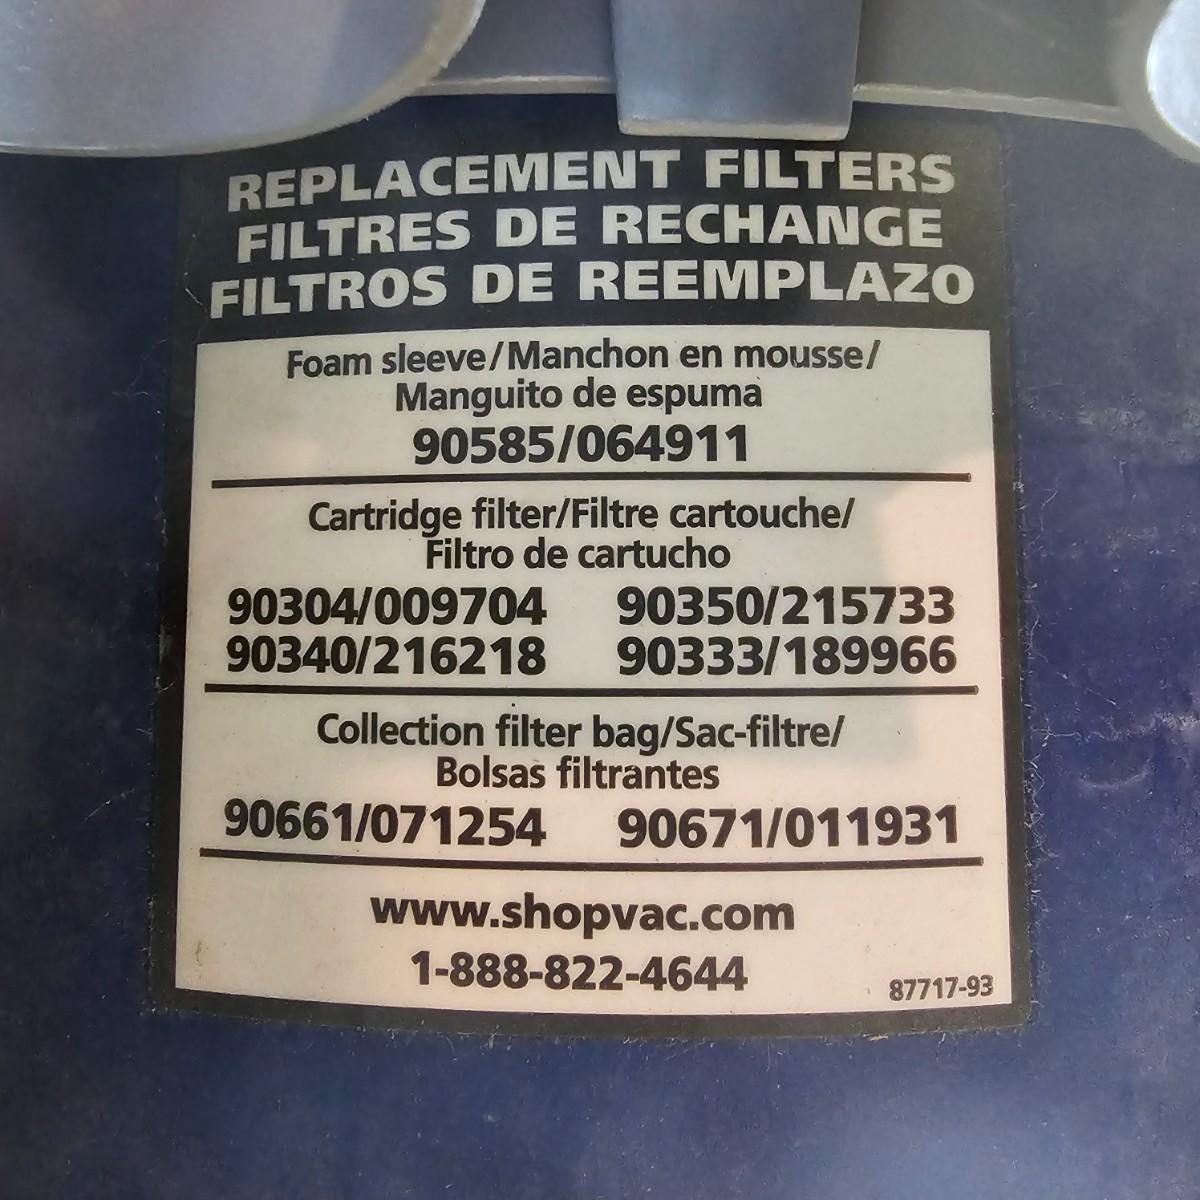 REPLACEMENT FILTERS
FILTRES DE RECHANGE
FILTROS DE REEMPLAZO
Foam sleeve/Manchon en mousse/
Manguito de espuma
90585/064911
Cartridge filter/Filtre cartouche/
Filtro de cartucho
90304/009704 90350/215733
90340/216218 90333/189966
Collection filter bag/Sac-filtre/
Bolsas filtrantes
90661/071254 90671/011931
www.shopvac.com
1-888-822-4644
87717-93